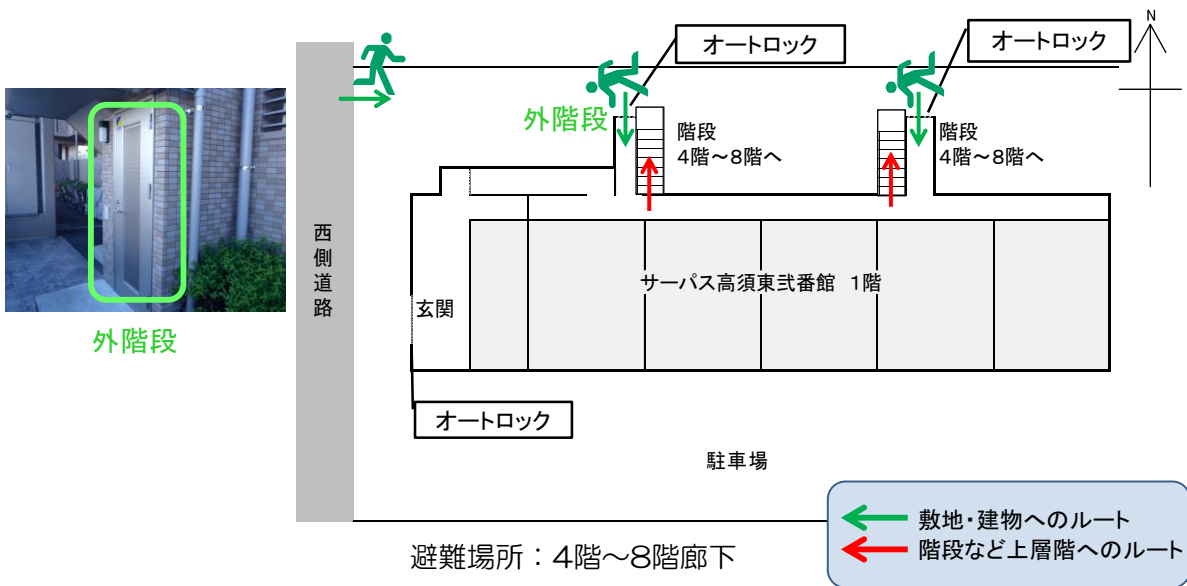 オートロック
オートロック
N
外階段
階段
4階～8階へ
階段
4階～8階へ
西側道路
サーパス高須東弐番館 1階
玄関
外階段
オートロック
駐車場
敷地・建物へのルート
階段など上層階へのルート
避難場所：4階～8階廊下